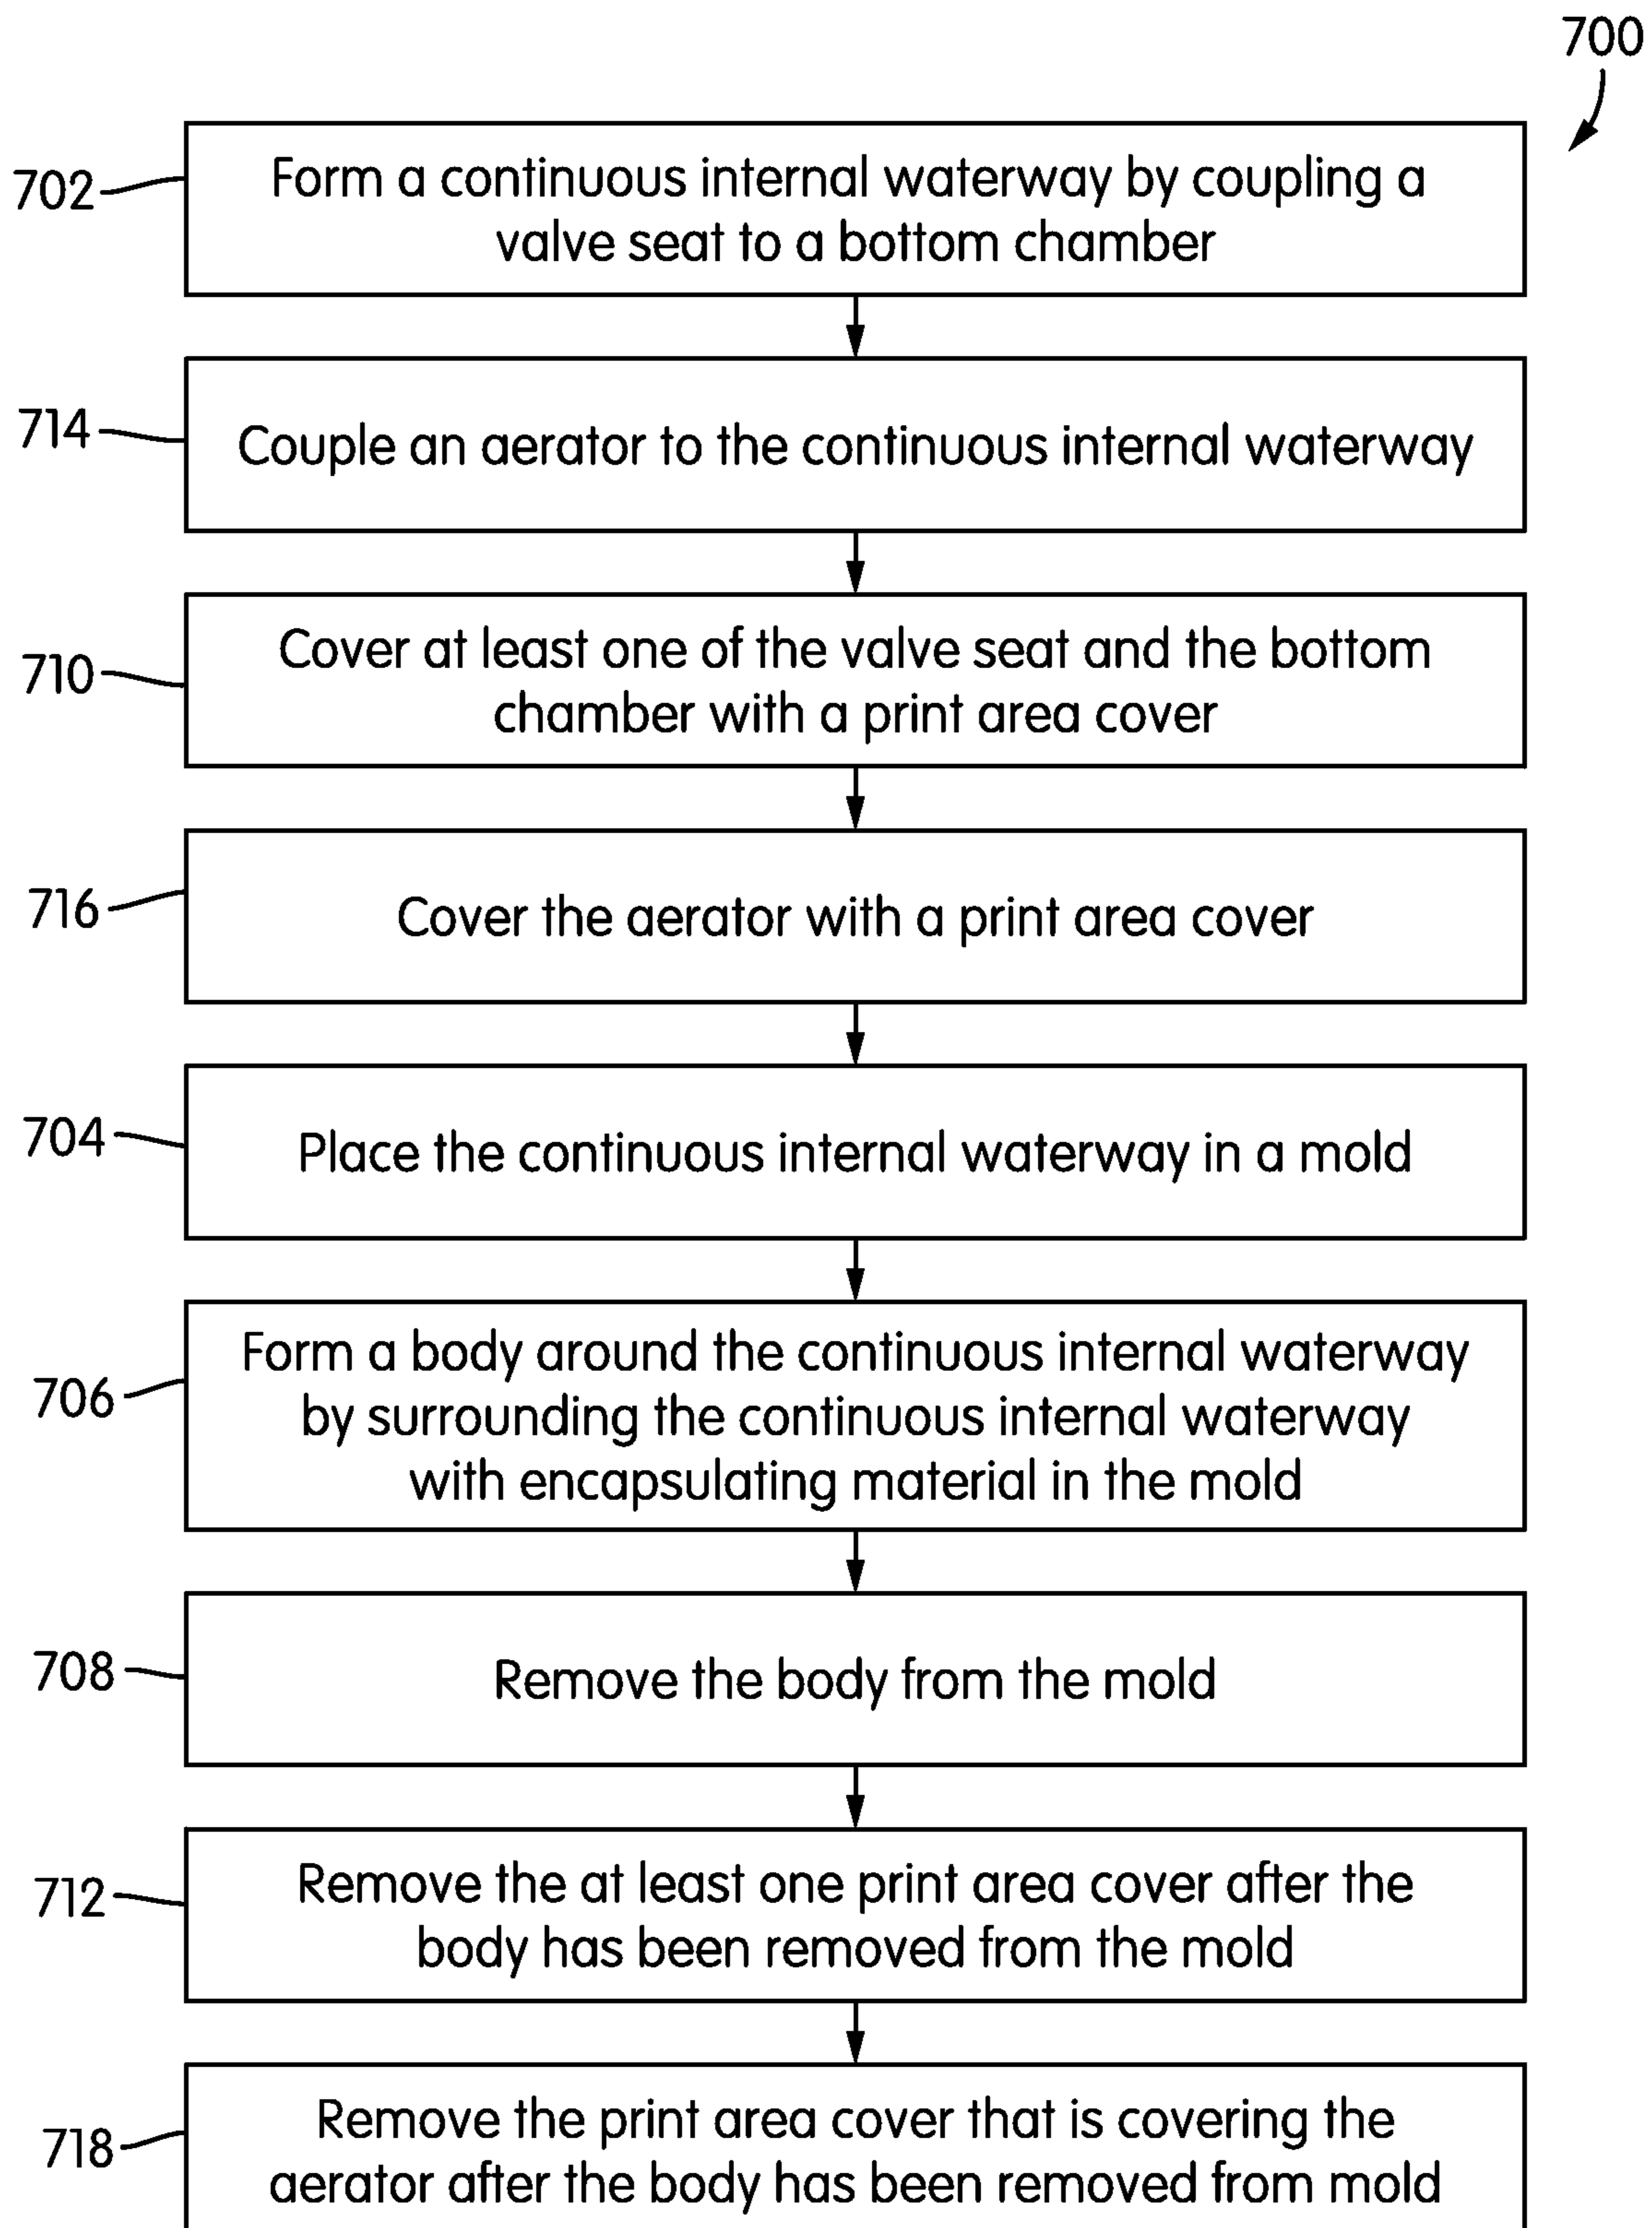 700
702
Form a continuous internal waterway by coupling a
valve seat to a bottom chamber
714
Couple an aerator to the continuous internal waterway
710
Cover at least one of the valve seat and the bottom
chamber with a print area cover
716
Cover the aerator with a print area cover
704
Place the continuous internal waterway in a mold
706
Form a body around the continuous internal waterway
by surrounding the continuous internal waterway
with encapsulating material in the mold
708
Remove the body from the mold
712
Remove the at least one print area cover after the
body has been removed from the mold
718
Remove the print area cover that is covering the
aerator after the body has been removed from mold